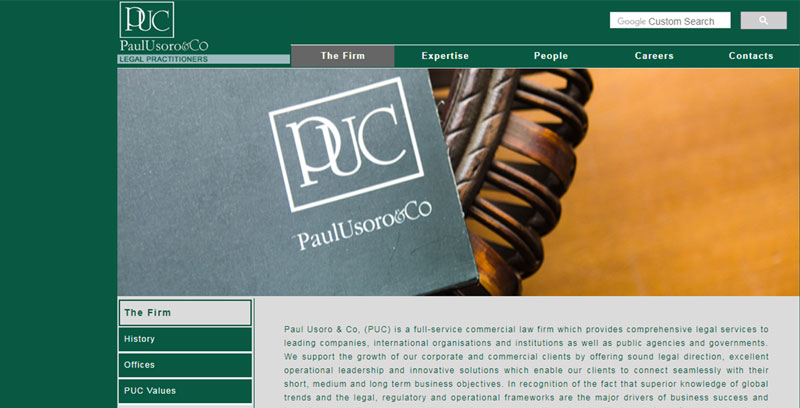 PUC
PaulUsoro&Co
LEGAL PRACTITIONERS
Google Custom Search
The Firm Expertise People Careers Contacts
PUC
PaulUsoro&Co
The Firm
History
Offices
PUC Values
Paul Usoro & Co, (PUC) is a full-service commercial law firm which provides comprehensive legal services to
leading companies, international organisations and institutions as well as public agencies and governments.
We support the growth of our corporate and commercial clients by offering sound legal direction, excellent
operational leadership and innovative solutions which enable our clients to connect seamlessly with their
short, medium and long term business objectives. In recognition of the fact that superior knowledge of global
trends and the legal, regulatory and operational frameworks are the major drivers of business success and